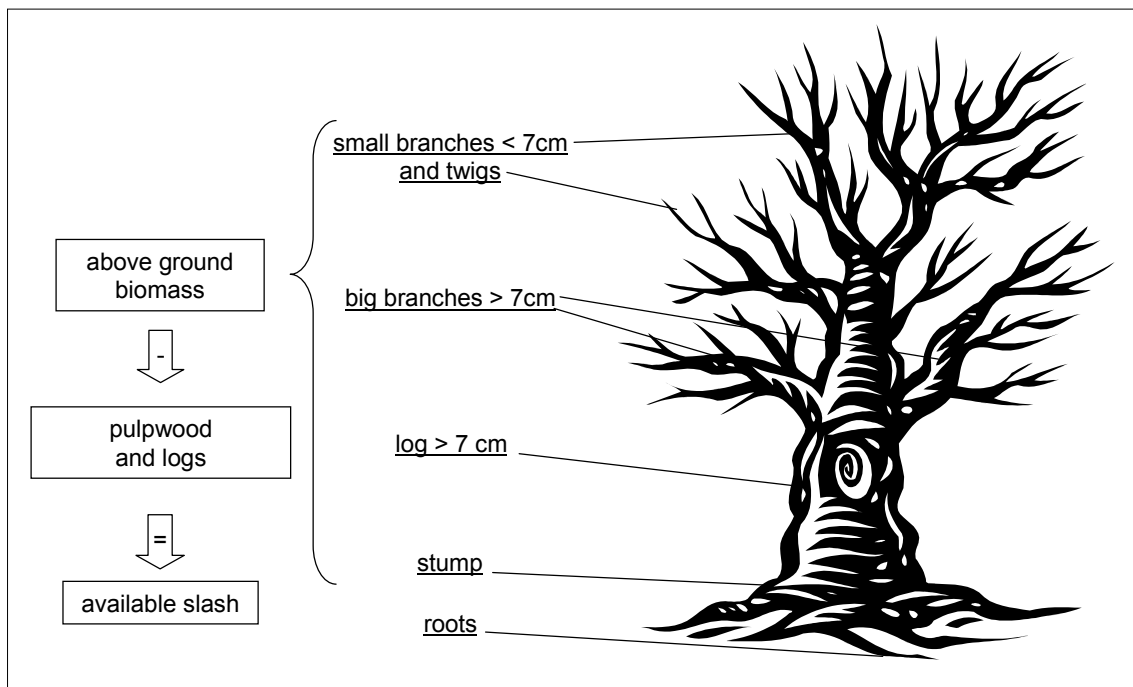 above ground
biomass
-
pulpwood
and logs
=
available slash
small branches < 7cm
and twigs
big branches > 7cm
log > 7 cm
stump
roots